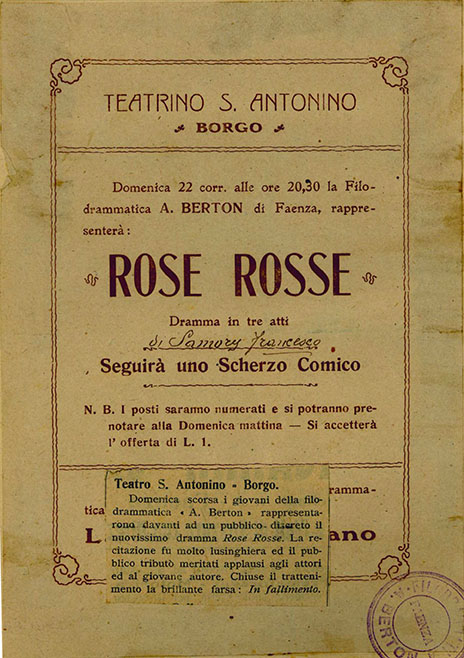 TEATRINO S. ANTONINO
BORGO
Domenica 22 corr. alle ore 20,30 la Filo-
drammatica A. BERTON di Faenza, rappre-
senterà:
ROSE ROSSE
Dramma in tre atti
di Samory Francesco
Seguirà uno Scherzo Comico
N. B. I posti saranno numerati e si potranno pre-
notare alla Domenica mattina — Si accetterà
l' offerta di L. 1.
ramma-
tica
L ano
Teatro S. Antonino - Borgo.
Domenica scorsa i giovani della filo-
drammatica « A. Berton » rappresenta-
rono davanti ad un pubblico discreto il
nuovissimo dramma Rose Rosse. La re-
citazione fu molto lusinghiera ed il pub-
blico tributò meritati applausi agli attori
ed al giovane autore. Chiuse il tratteni-
mento la brillante farsa: In fallimento.
FAENZA
A. BERTON